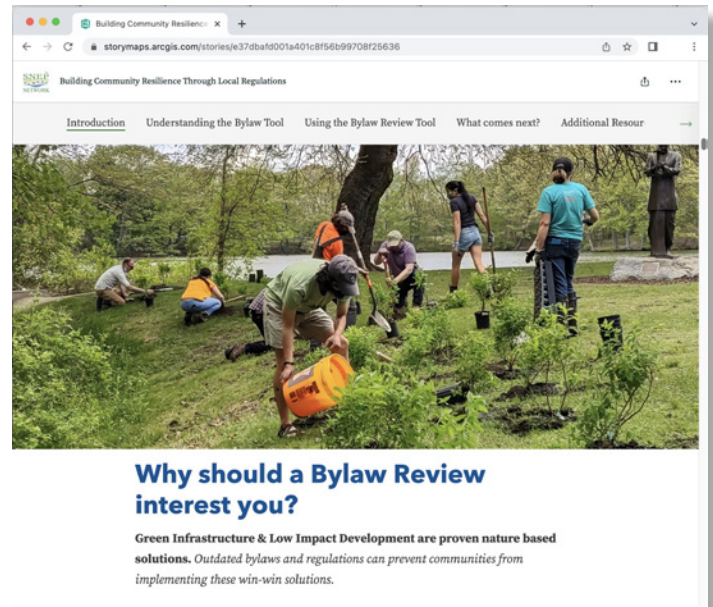 Building Community Resilience
storymaps.arcgis.com/stories/e37dbafd001a401c8f56b99708f25636
SNEP
NETWORK
Building Community Resilience Through Local Regulations
Introduction Understanding the Bylaw Tool Using the Bylaw Review Tool What comes next? Additional Resour
Why should a Bylaw Review
interest you?
Green Infrastructure & Low Impact Development are proven nature based
solutions. Outdated bylaws and regulations can prevent communities from
implementing these win-win solutions.